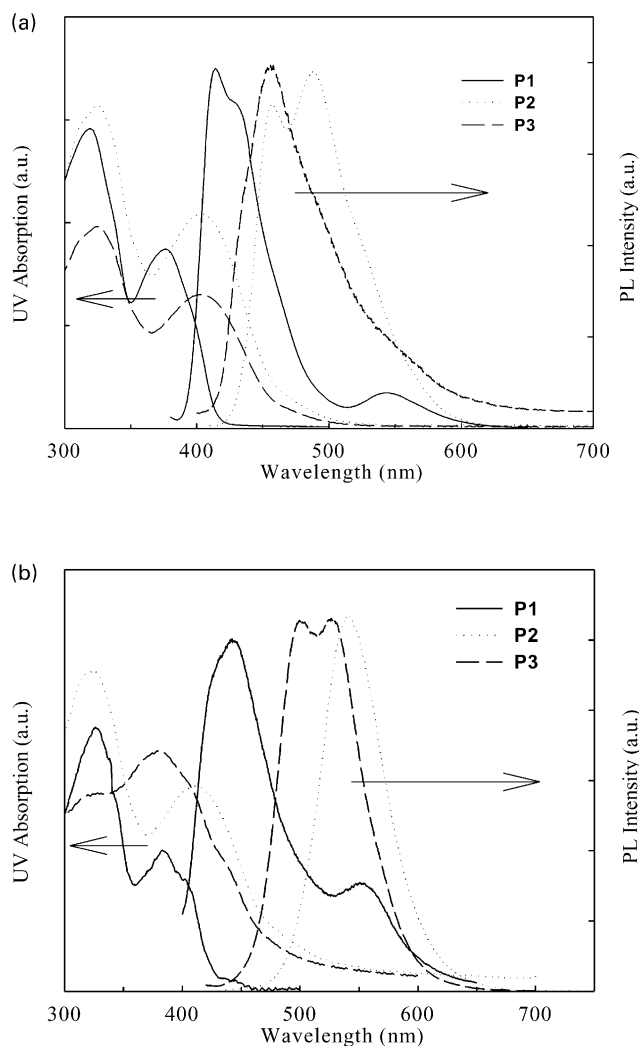 (a)
P1
P2
P3
UV Absorption (a.u.)
PL Intensity (a.u.)
300 400 500 600 700
Wavelength (nm)
(b)
P1
P2
P3
UV Absorption (a.u.)
PL Intensity (a.u.)
300 400 500 600 700
Wavelength (nm)